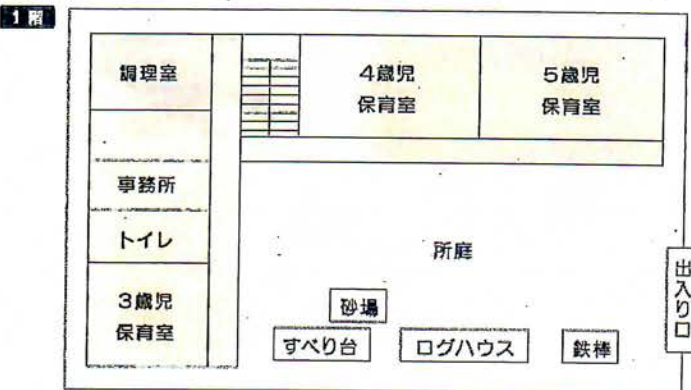 1階
調理室
4歳児
保育室
5歳児
保育室
事務所
トイレ
所庭
出入り口
3歳児
保育室
砂場
すべり台
ログハウス
鉄棒